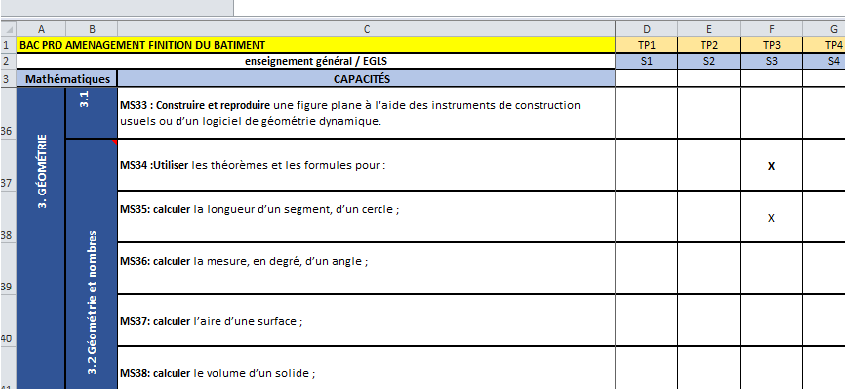 A B C D E F G
1 BAC PRO AMENAGEMENT FINITION DU BATIMENT TP1 TP2 TP3 TP4
2 enseignement général / EGLS S1 S2 S3 S4
3 Mathématiques CAPACITÉS
3. GÉOMÉTRIE
3.1
MS33 : Construire et reproduire une figure plane à l'aide des instruments de construction
36 usuels ou d'un logiciel de géométrie dynamique.
3.2 Géométrie et nombres
37 MS34 :Utiliser les théorèmes et les formules pour : X
38 MS35: calculer la longueur d'un segment, d'un cercle ; X
39 MS36: calculer la mesure, en degré, d'un angle ;
40 MS37: calculer l'aire d'une surface ;
MS38: calculer le volume d'un solide ;